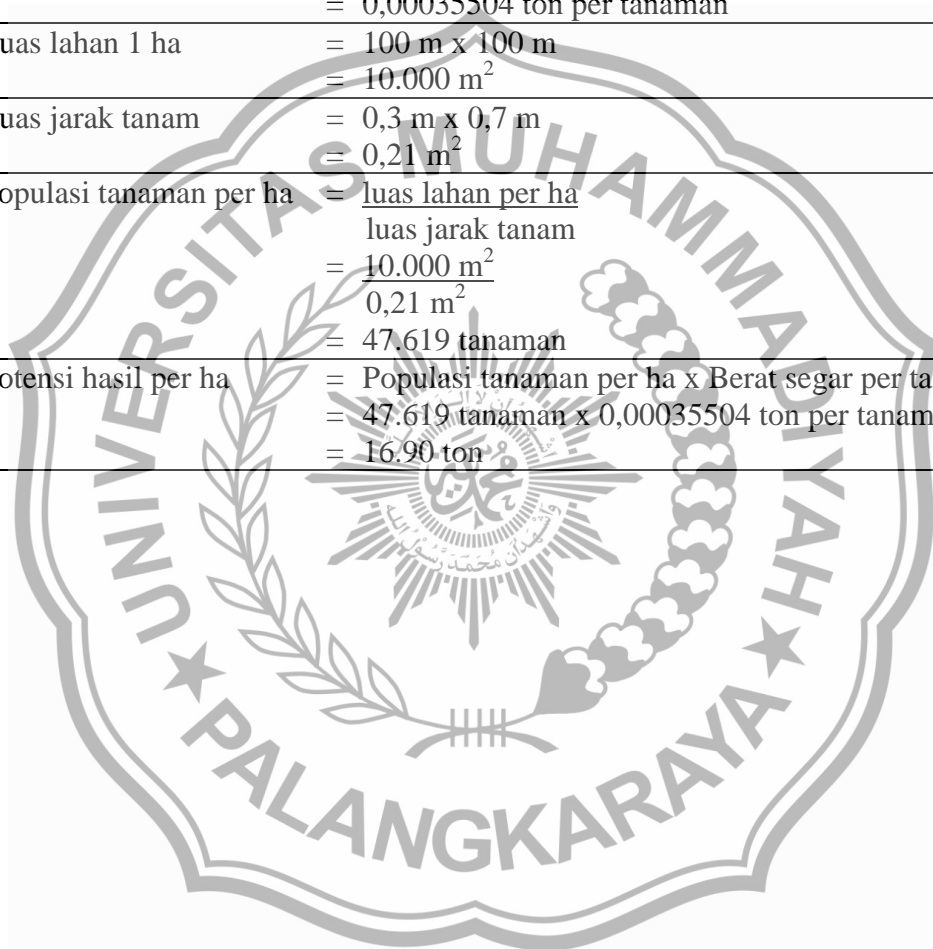 = 0,00035504 ton per tanaman
uas lahan 1 ha = 100 m x 100 m
= 10.000 m²
uas jarak tanam = 0,3 m x 0,7 m
= 0,21 m²
opulasi tanaman per ha = luas lahan per ha
luas jarak tanam
= 10.000 m²
0,21 m²
= 47.619 tanaman
otensi hasil per ha = Populasi tanaman per ha x Berat segar per ta
= 47.619 tanaman x 0,00035504 ton per tanam
= 16.90 ton
UNIVERSITAS MUHAMMADIYAH
PALANGKARAYA